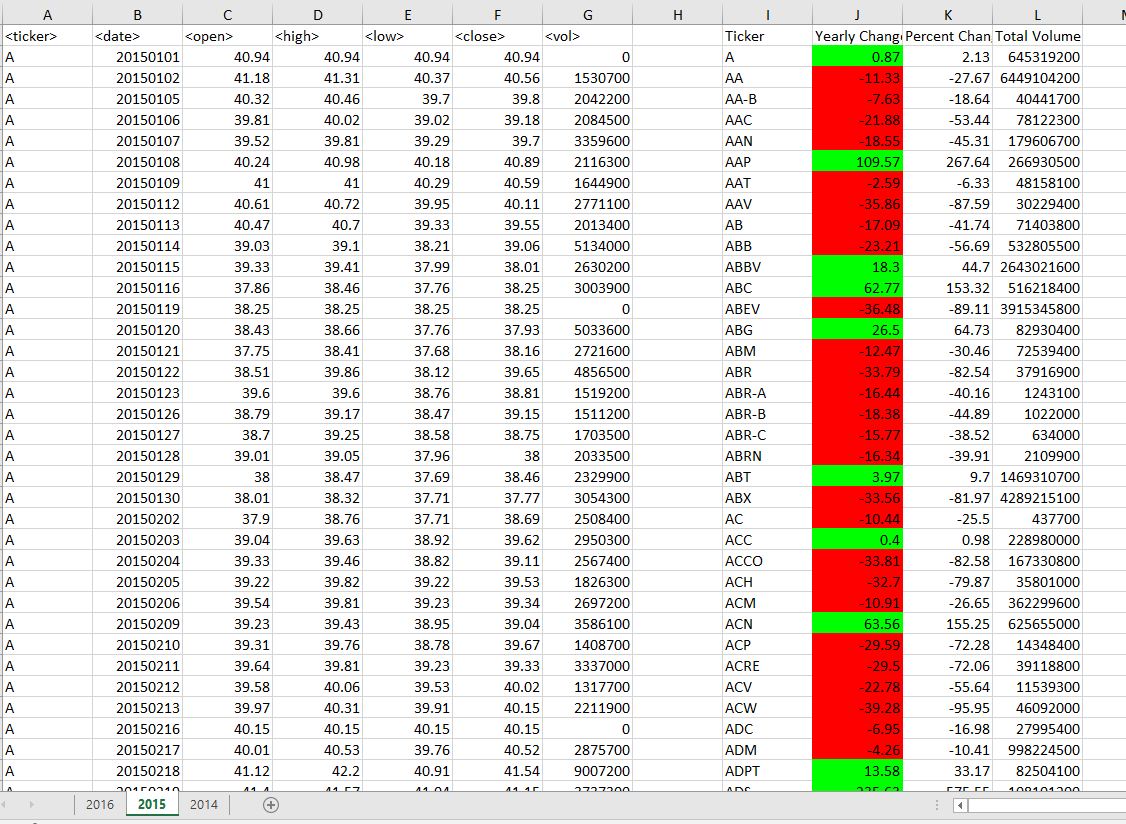 A B C D E F G H I J K L
<ticker> <date> <open> <high> <low> <close> <vol> Ticker Yearly Chang Percent Chan Total Volume
A 20150101 40.94 40.94 40.94 40.94 0 A 0.87 2.13 645319200
A 20150102 41.18 41.31 40.37 40.56 1530700 AA -11.33 -27.67 6449104200
A 20150105 40.32 40.46 39.7 39.8 2042200 AA-B -7.63 -18.64 40441700
A 20150106 39.81 40.02 39.02 39.18 2084500 AAC -21.88 -53.44 78122300
A 20150107 39.52 39.81 39.29 39.7 3359600 AAN -18.55 -45.31 179606700
A 20150108 40.24 40.98 40.18 40.89 2116300 AAP 109.57 267.64 266930500
A 20150109 41 41 40.29 40.59 1644900 AAT -2.59 -6.33 48158100
A 20150112 40.61 40.72 39.95 40.11 2771100 AAV -35.86 -87.59 30229400
A 20150113 40.47 40.7 39.33 39.55 2013400 AB -17.09 -41.74 71403800
A 20150114 39.03 39.1 38.21 39.06 5134000 ABB -23.21 -56.69 532805500
A 20150115 39.33 39.41 37.99 38.01 2630200 ABBV 18.3 44.7 2643021600
A 20150116 37.86 38.46 37.76 38.25 3003900 ABC 62.77 153.32 516218400
A 20150119 38.25 38.25 38.25 38.25 0 ABEV -36.48 -89.11 3915345800
A 20150120 38.43 38.66 37.76 37.93 5033600 ABG 26.5 64.73 82930400
A 20150121 37.75 38.41 37.68 38.16 2721600 ABM -12.47 -30.46 72539400
A 20150122 38.51 39.86 38.12 39.65 4856500 ABR -33.79 -82.54 37916900
A 20150123 39.6 39.6 38.76 38.81 1519200 ABR-A -16.44 -40.16 1243100
A 20150126 38.79 39.17 38.47 39.15 1511200 ABR-B -18.38 -44.89 1022000
A 20150127 38.7 39.25 38.58 38.75 1703500 ABR-C -15.77 -38.52 634000
A 20150128 39.01 39.05 37.96 38 2033500 ABRN -16.34 -39.91 2109900
A 20150129 38 38.47 37.69 38.46 2329900 ABT 3.97 9.7 1469310700
A 20150130 38.01 38.32 37.71 37.77 3054300 ABX -33.56 -81.97 4289215100
A 20150202 37.9 38.76 37.71 38.69 2508400 AC -10.44 -25.5 437700
A 20150203 39.04 39.63 38.92 39.62 2950300 ACC 0.4 0.98 228980000
A 20150204 39.33 39.46 38.82 39.11 2567400 ACCO -33.81 -82.58 167330800
A 20150205 39.22 39.82 39.22 39.53 1826300 ACH -32.7 -79.87 35801000
A 20150206 39.54 39.81 39.23 39.34 2697200 ACM -10.91 -26.65 362299600
A 20150209 39.23 39.43 38.95 39.04 3586100 ACN 63.56 155.25 625655000
A 20150210 39.31 39.76 38.78 39.67 1408700 ACP -29.59 -72.28 14348400
A 20150211 39.64 39.81 39.23 39.33 3337000 ACRE -29.5 -72.06 39118800
A 20150212 39.58 40.06 39.53 40.02 1317700 ACV -22.78 -55.64 11539300
A 20150213 39.97 40.31 39.91 40.15 2211900 ACW -39.28 -95.95 46092000
A 20150216 40.15 40.15 40.15 40.15 0 ADC -6.95 -16.98 27995400
A 20150217 40.01 40.53 39.76 40.52 2875700 ADM -4.26 -10.41 998224500
A 20150218 41.12 42.2 40.91 41.54 9007200 ADPT 13.58 33.17 82504100
2016 2015 2014